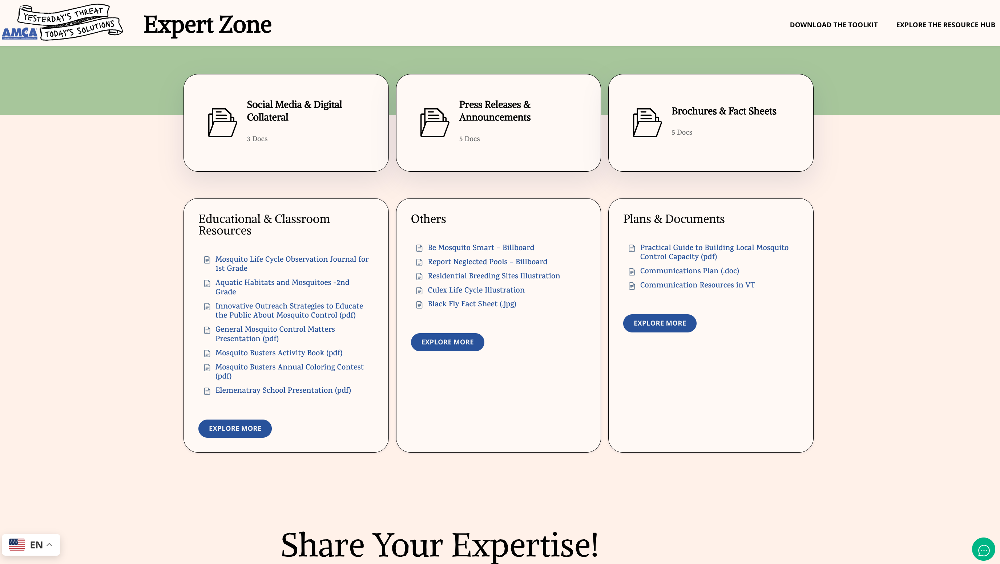 YESTERDAY'S THREAT
TODAY'S SOLUTIONS
AMCA
Expert Zone
DOWNLOAD THE TOOLKIT
EXPLORE THE RESOURCE HUB
Social Media & Digital
Collateral
3 Docs
Press Releases &
Announcements
5 Docs
Brochures & Fact Sheets
5 Docs
Educational & Classroom
Resources
Mosquito Life Cycle Observation Journal for
1st Grade
Aquatic Habitats and Mosquitoes -2nd
Grade
Innovative Outreach Strategies to Educate
the Public About Mosquito Control (pdf)
General Mosquito Control Matters
Presentation (pdf)
Mosquito Busters Activity Book (pdf)
Mosquito Busters Annual Coloring Contest
(pdf)
Elemenatray School Presentation (pdf)
EXPLORE MORE
Others
Be Mosquito Smart – Billboard
Report Neglected Pools – Billboard
Residential Breeding Sites Illustration
Culex Life Cycle Illustration
Black Fly Fact Sheet (.jpg)
EXPLORE MORE
Plans & Documents
Practical Guide to Building Local Mosquito
Control Capacity (pdf)
Communications Plan (.doc)
Communication Resources in VT
EXPLORE MORE
Share Your Expertise!
EN